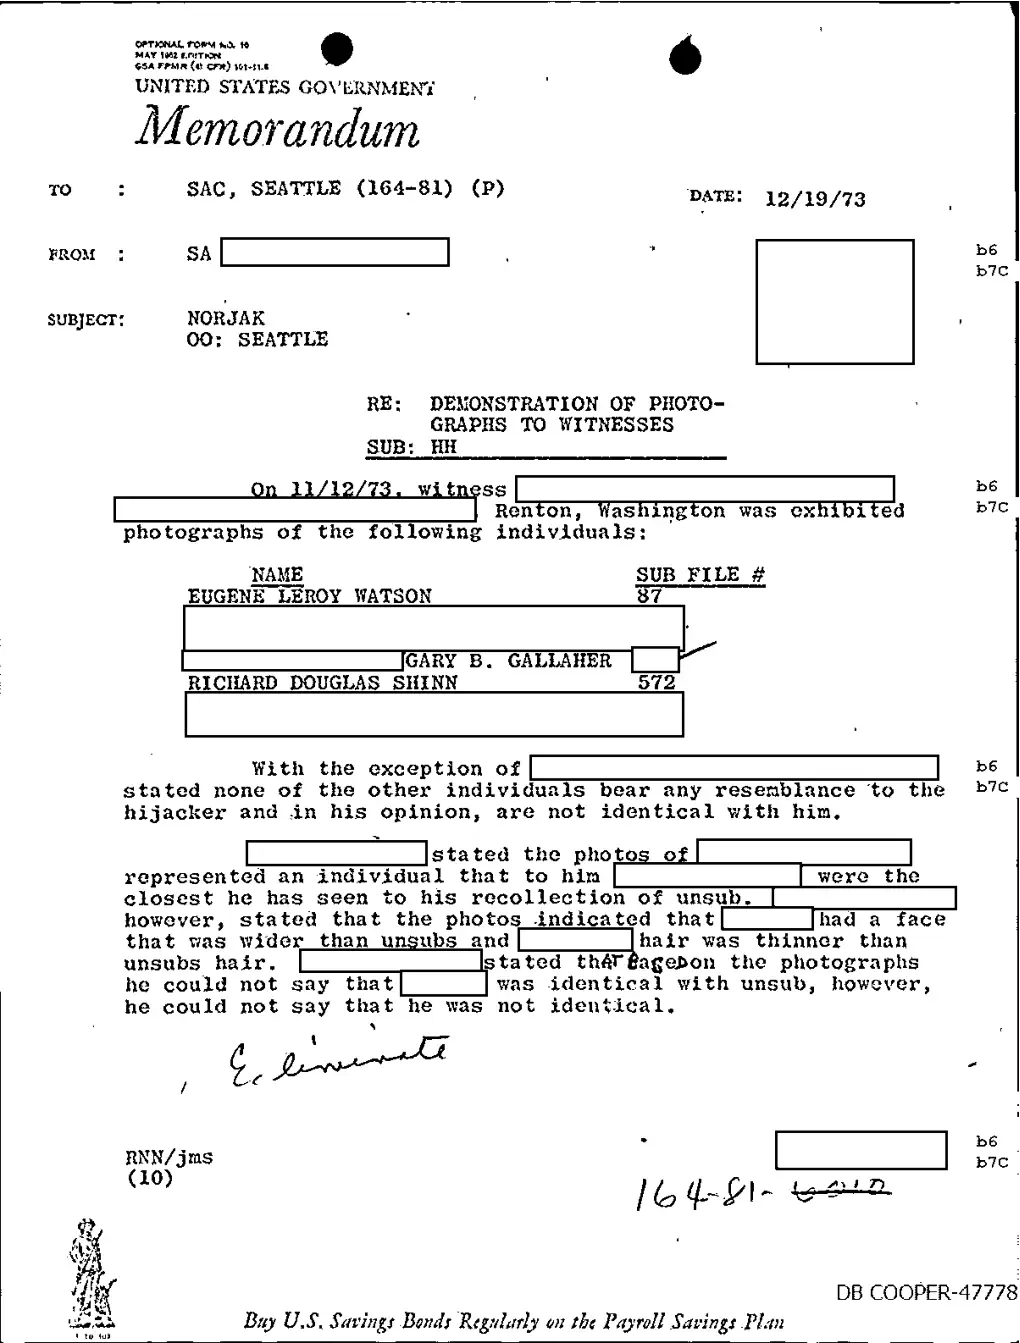 OPTIONAL FORM NO. 10
MAY 1962 EDITION
GSA FPMR (41 CFR) 101-11.6
UNITED STATES GOVERNMENT
Memorandum
TO : SAC, SEATTLE (164-81) (P)
DATE: 12/19/73
FROM : SA
b6
b7C
SUBJECT: NORJAK
OO: SEATTLE
RE: DEMONSTRATION OF PHOTO-
GRAPHS TO WITNESSES
SUB: HH
On 11/12/73, witness
b6
Renton, Washington was exhibited
b7C
photographs of the following individuals:
NAME SUB FILE #
EUGENE LEROY WATSON 87
GARY B. GALLAHER
RICHARD DOUGLAS SHINN 572
With the exception of
b6
stated none of the other individuals bear any resemblance to the
b7C
hijacker and in his opinion, are not identical with him.
stated the photos of
represented an individual that to him were the
closest he has seen to his recollection of unsub.
however, stated that the photos indicated that had a face
that was wider than unsubs and hair was thinner than
unsubs hair. stated on the photographs
he could not say that was identical with unsub, however,
he could not say that he was not identical.
Eliminate
RNN/jms
(10)
b6
b7C
164-81-
DB COOPER-47778
Buy U.S. Savings Bonds Regularly on the Payroll Savings Plan